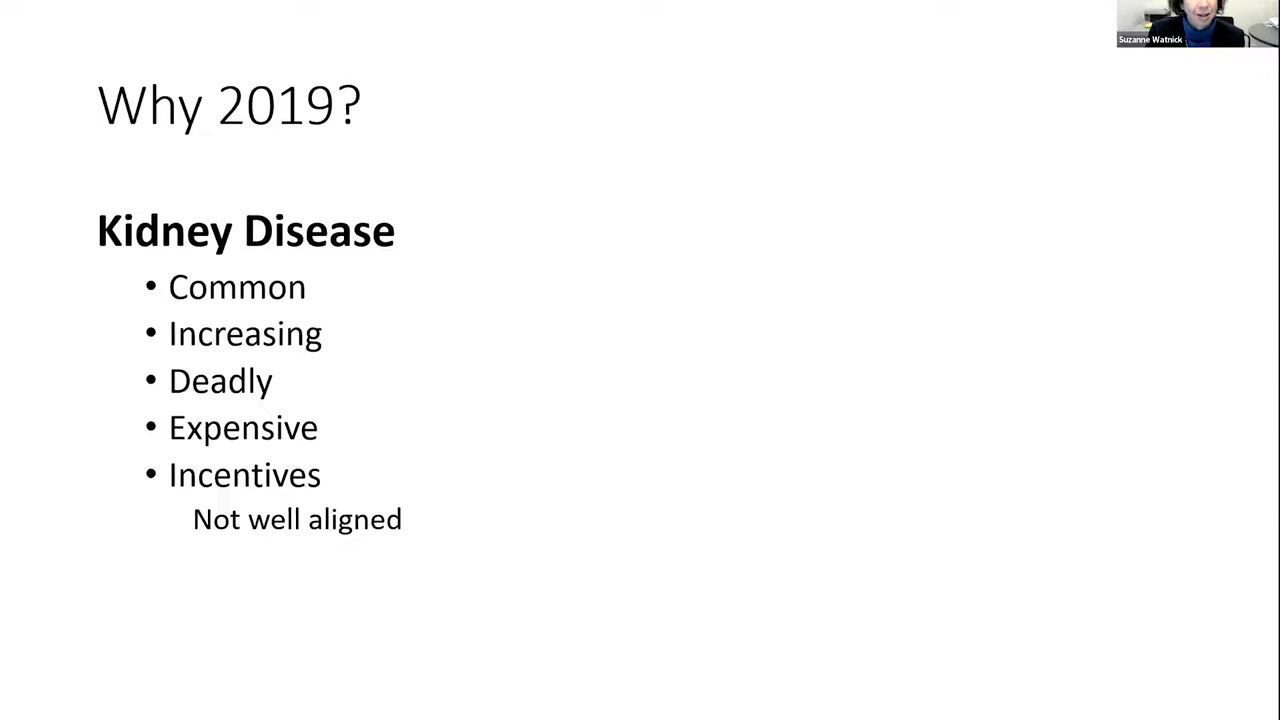 Suzanne Watnick
Why 2019?
Kidney Disease
• Common
• Increasing
• Deadly
• Expensive
• Incentives
Not well aligned